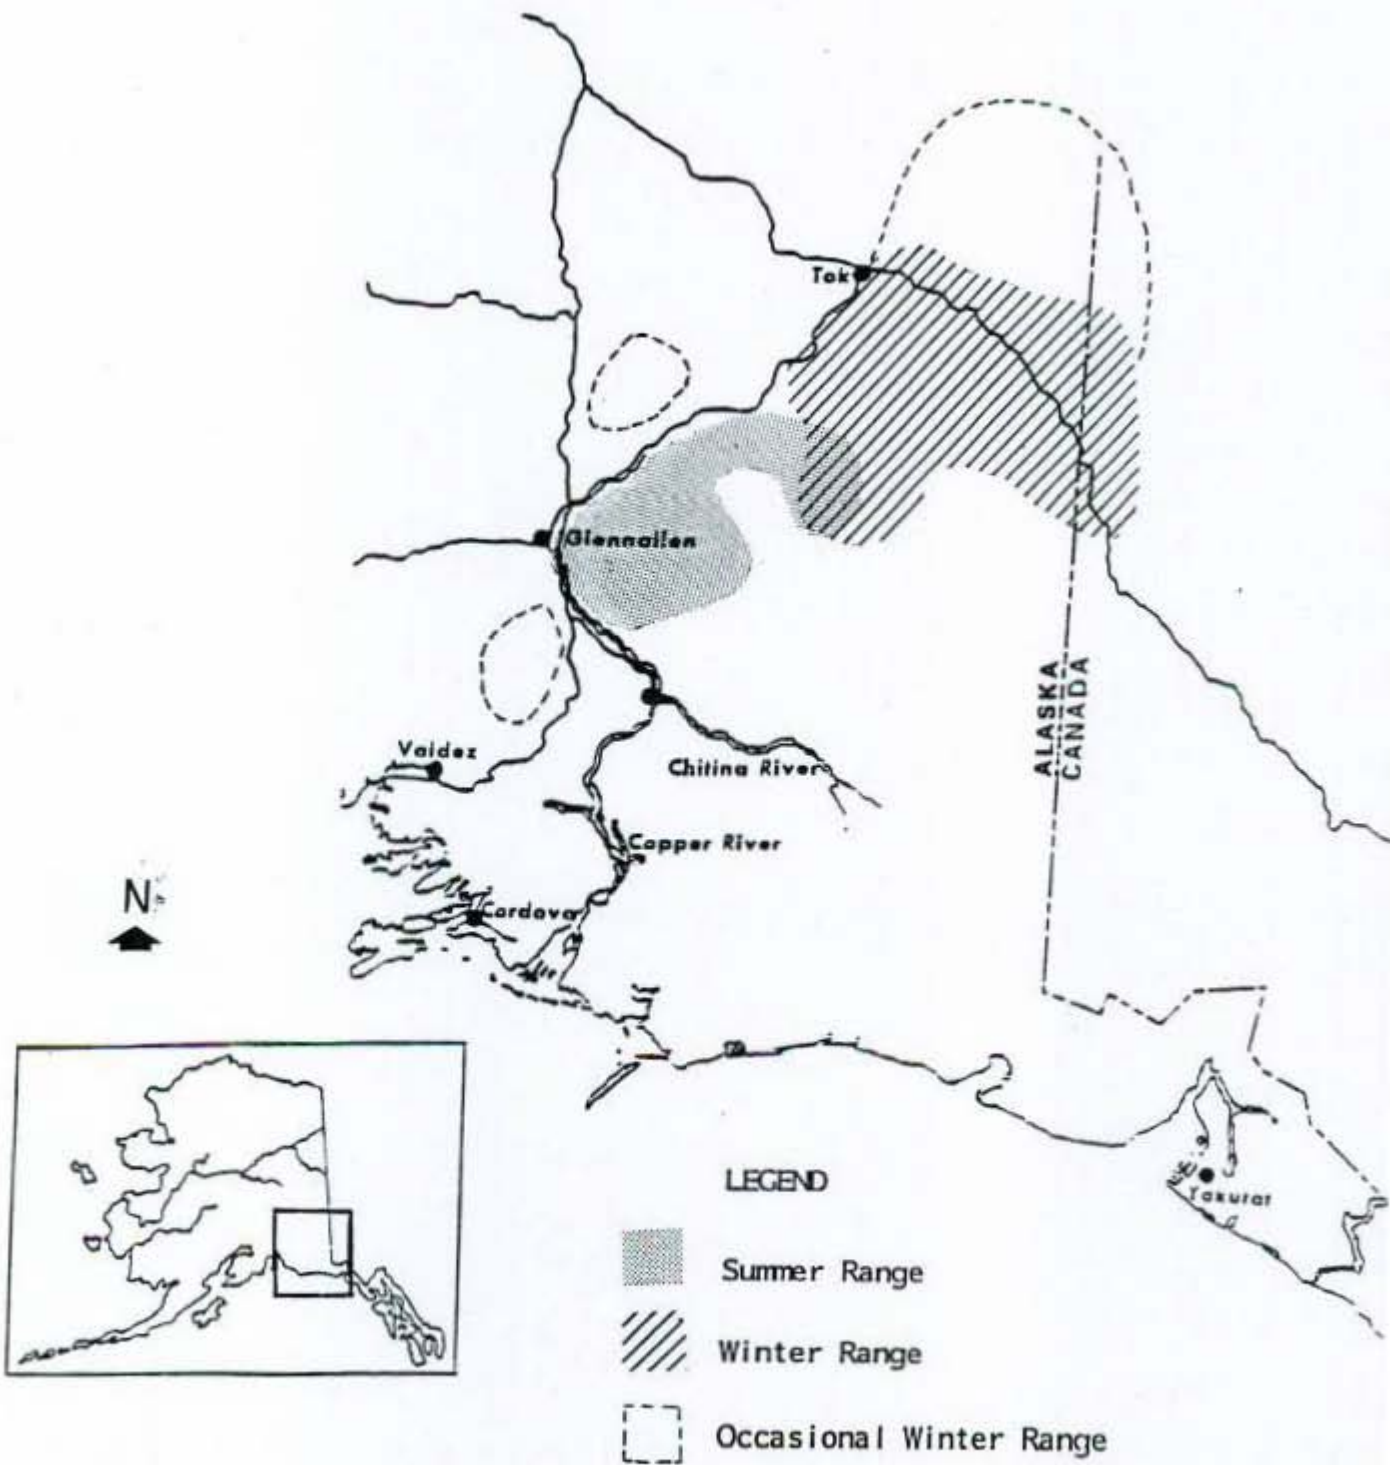 Tok
Glennallen
ALASKA
CANADA
Valdez
Chitina River
Copper River
N
Cordova
Yakutat
LEGEND
Summer Range
Winter Range
Occasional Winter Range